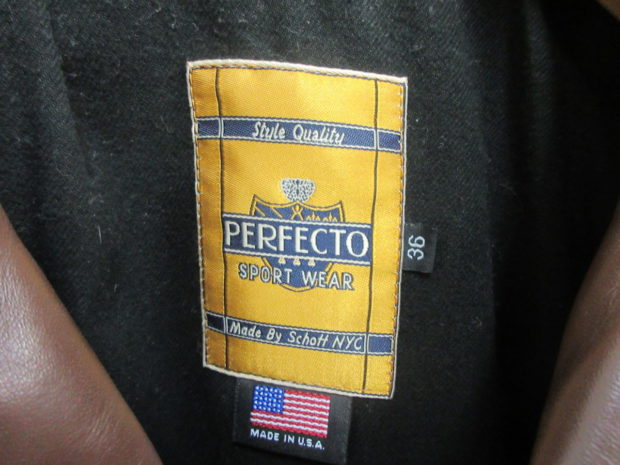 Style Quality
PERFECTO
SPORT WEAR
36
Made By Schott NYC
MADE IN U.S.A.